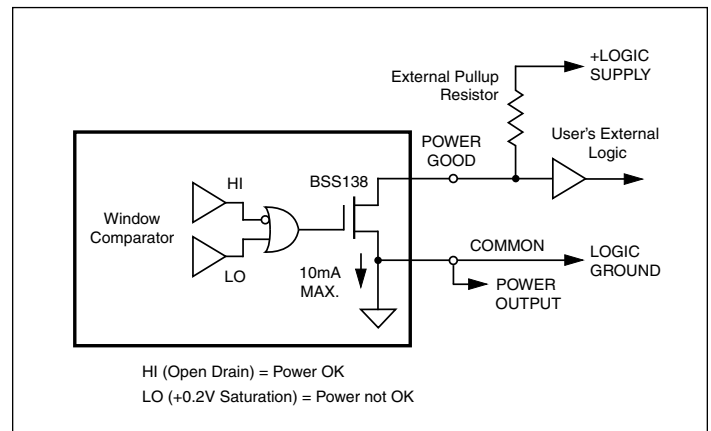 +LOGIC
SUPPLY
External Pullup
Resistor
User's External
Logic
POWER
GOOD
HI
BSS138
Window
Comparator
LO
10mA
MAX.
COMMON
LOGIC
GROUND
POWER
OUTPUT
HI (Open Drain) = Power OK
LO (+0.2V Saturation) = Power not OK